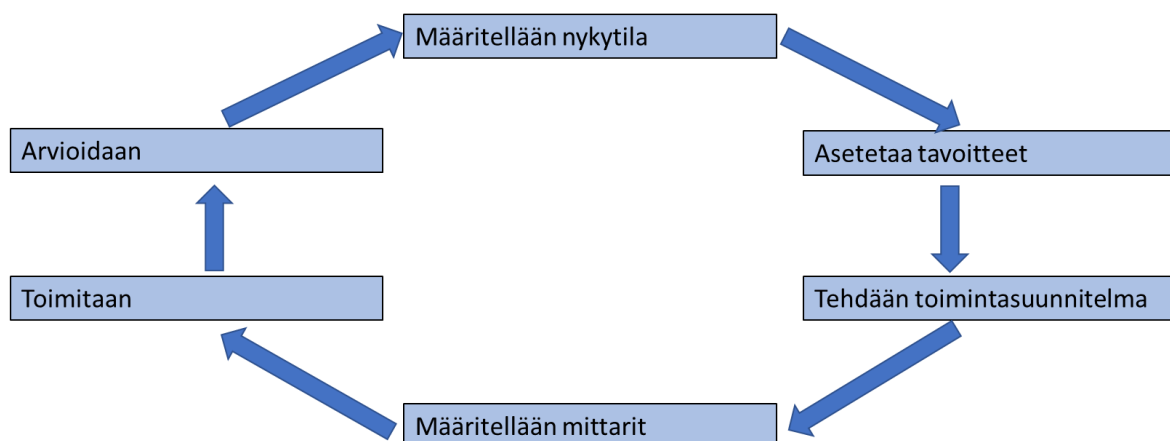 Määritellään nykytila
Asetetaa tavoitteet
Tehdään toimintasuunnitelma
Määritellään mittarit
Toimitaan
Arvioidaan